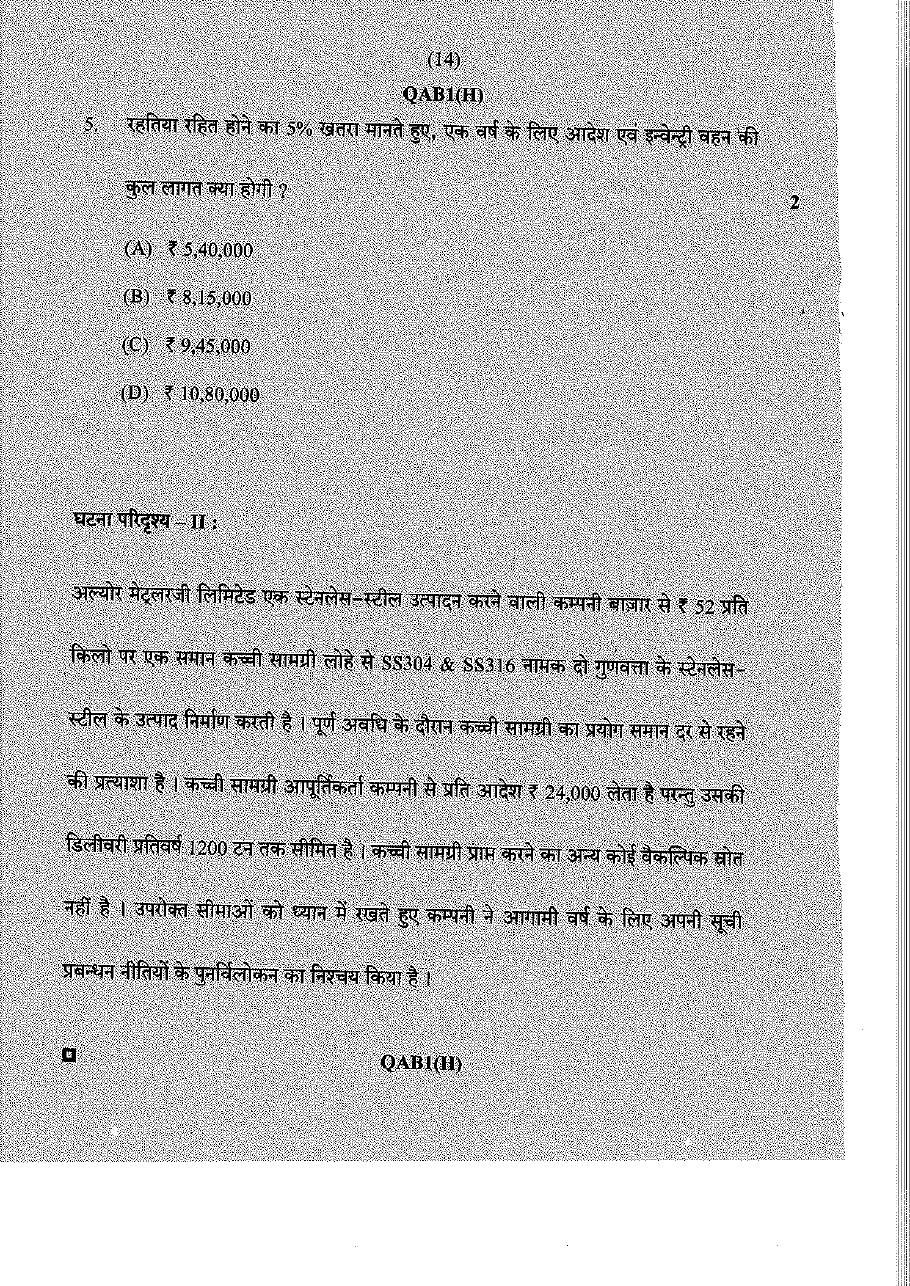 (14)
QAB1(H)
5. रहतिया रहित होने का 5% खतरा मानते हुए, एक वर्ष के लिए आदेश एवं इन्वेन्ट्री वहन की
कुल लागत क्या होगी ?
2
(A) ₹ 5,40,000
(B) ₹ 8,15,000
(C) ₹ 9,45,000
(D) ₹ 10,80,000
घटना परिदृश्य – II :
अल्योर मेट्लरजी लिमिटेड एक स्टेनलेस-स्टील उत्पादन करने वाली कम्पनी बाज़ार से ₹ 52 प्रति
किलो पर एक समान कच्ची सामग्री लोहे से SS304 & SS316 नामक दो गुणवत्ता के स्टेनलेस-
स्टील के उत्पाद निर्माण करती है । पूर्ण अवधि के दौरान कच्ची सामग्री का प्रयोग समान दर से रहने
की प्रत्याशा है । कच्ची सामग्री आपूर्तिकर्ता कम्पनी से प्रति आदेश ₹ 24,000 लेता है परन्तु उसकी
डिलीवरी प्रतिवर्ष 1200 टन तक सीमित है । कच्ची सामग्री प्राप्त करने का अन्य कोई वैकल्पिक स्रोत
नहीं है । उपरोक्त सीमाओं को ध्यान में रखते हुए कम्पनी ने आगामी वर्ष के लिए अपनी सूची
प्रबन्धन नीतियों के पुनर्विलोकन का निश्चय किया है ।
QAB1(H)